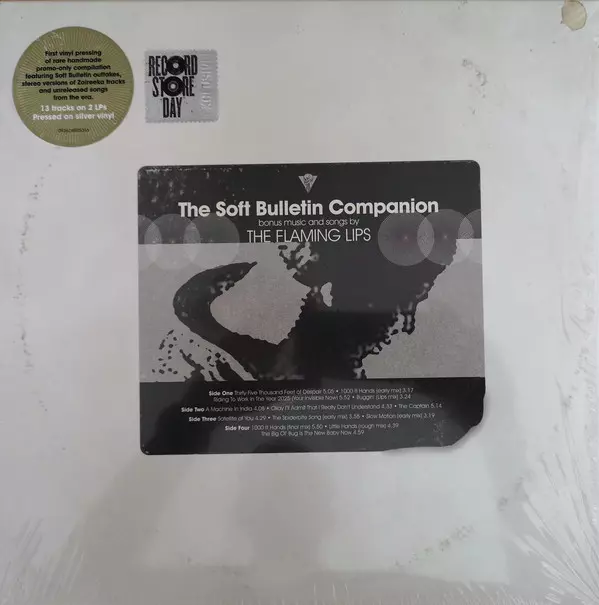 First vinyl pressing
of rare handmade
promo-only compilation
featuring Soft Bulletin outtakes,
stereo versions of Zaireeka tracks
and unreleased songs
from the era.
13 tracks on 2 LPs
Pressed on silver vinyl
RECORD
STORE
DAY
The Soft Bulletin Companion
bonus music and songs by
THE FLAMING LIPS
Side One Thirty-Five Thousand Feet of Despair 5.05 • 1000 Ft Hands (early mix) 3.17
Riding To Work In The Year 2025 (Your Invisible Now) 5.52 • Buggin' (Lips mix) 3.24
Side Two A Machine In India 4.06 • Okay I'll Admit That I Really Don't Understand 4.33 • The Captain 5.14
Side Three Satellite of You 4.29 • The Spiderbite Song (early mix) 5.58 • Slow Motion (early mix) 3.19
Side Four 1000 Ft Hands (final mix) 5.50 • Little Hands (rough mix) 4.39
The Big Ol' Bug Is The New Baby Now 4.59